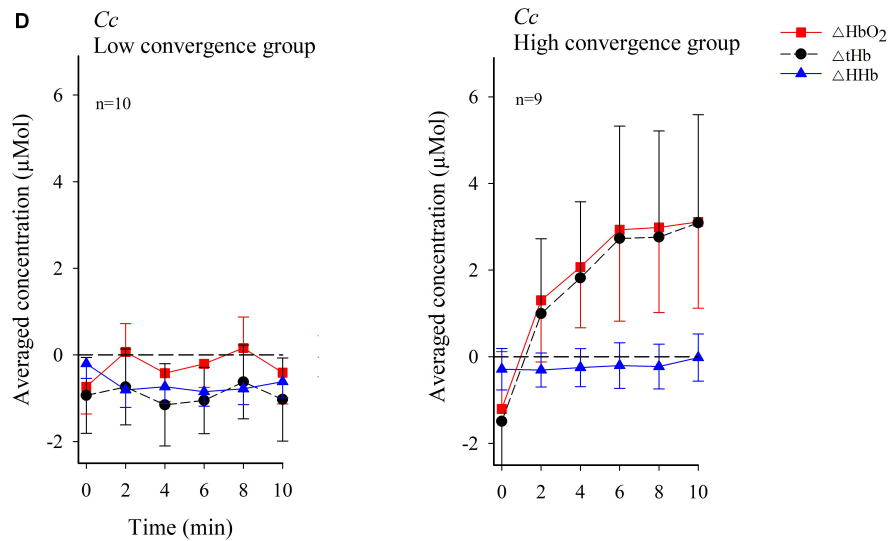 D
Cc
Low convergence group
n=10
Averaged concentration (µMol)
6
4
2
0
-2
0 2 4 6 8 10
Time (min)
Cc
High convergence group
n=9
Averaged concentration (µMol)
6
4
2
0
-2
0 2 4 6 8 10
△HbO₂
△tHb
△HHb